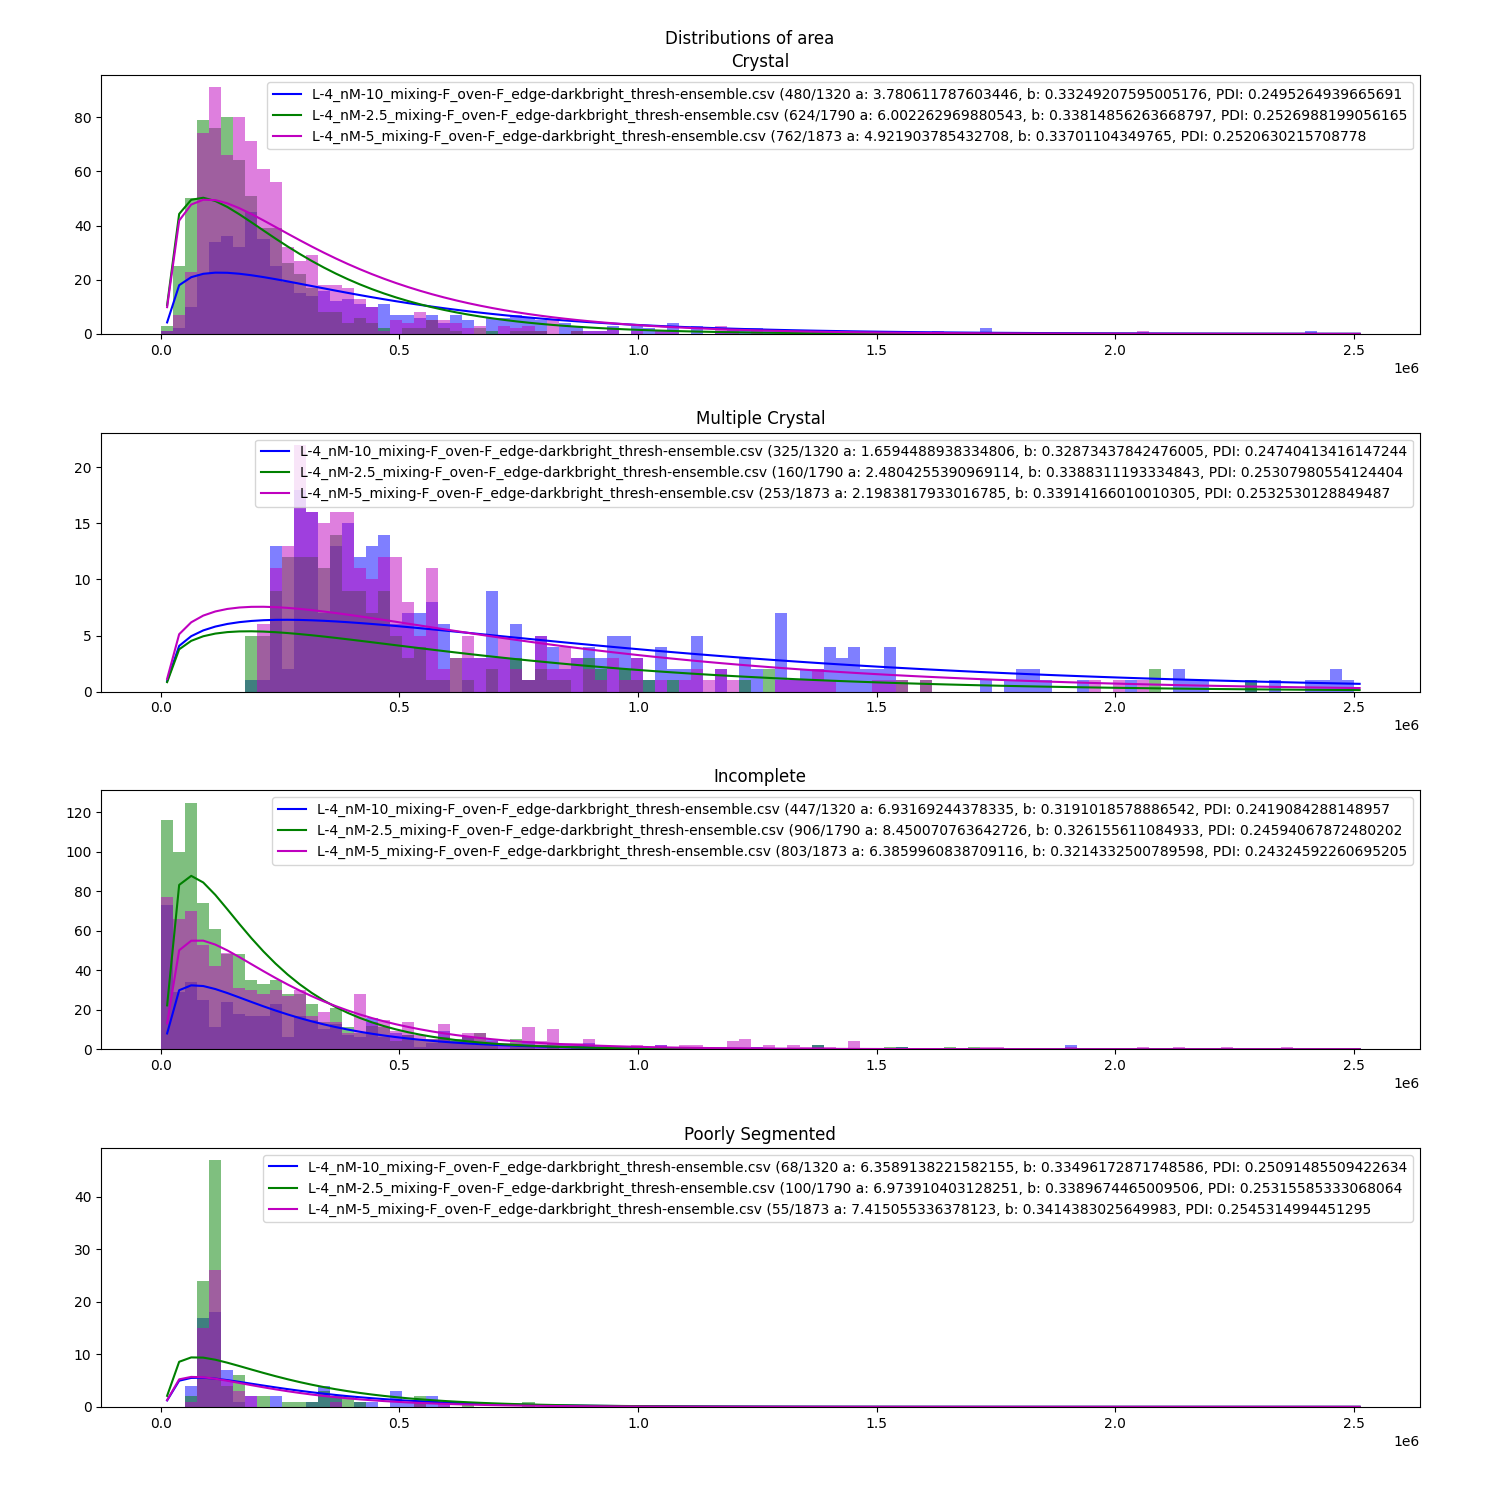 Distributions of area
Crystal
L-4_nM-10_mixing-F_oven-F_edge-darkbright_thresh-ensemble.csv (480/1320 a: 3.780611787603446, b: 0.33249207595005176, PDI: 0.2495264939665691
L-4_nM-2.5_mixing-F_oven-F_edge-darkbright_thresh-ensemble.csv (624/1790 a: 6.002262969880543, b: 0.33814856263668797, PDI: 0.2526988199056165
L-4_nM-5_mixing-F_oven-F_edge-darkbright_thresh-ensemble.csv (762/1873 a: 4.921903785432708, b: 0.33701104349765, PDI: 0.2520630215708778
80
60
40
20
0
0.0 0.5 1.0 1.5 2.0 2.5
1e6
Multiple Crystal
L-4_nM-10_mixing-F_oven-F_edge-darkbright_thresh-ensemble.csv (325/1320 a: 1.6594488938334806, b: 0.32873437842476005, PDI: 0.24740413416147244
L-4_nM-2.5_mixing-F_oven-F_edge-darkbright_thresh-ensemble.csv (160/1790 a: 2.4804255390969114, b: 0.3388311193334843, PDI: 0.25307980554124404
L-4_nM-5_mixing-F_oven-F_edge-darkbright_thresh-ensemble.csv (253/1873 a: 2.1983817933016785, b: 0.33914166010010305, PDI: 0.2532530128849487
20
15
10
5
0
0.0 0.5 1.0 1.5 2.0 2.5
1e6
Incomplete
L-4_nM-10_mixing-F_oven-F_edge-darkbright_thresh-ensemble.csv (447/1320 a: 6.93169244378335, b: 0.3191018578886542, PDI: 0.2419084288148957
L-4_nM-2.5_mixing-F_oven-F_edge-darkbright_thresh-ensemble.csv (906/1790 a: 8.450070763642726, b: 0.326155611084933, PDI: 0.24594067872480202
L-4_nM-5_mixing-F_oven-F_edge-darkbright_thresh-ensemble.csv (803/1873 a: 6.3859960838709116, b: 0.3214332500789598, PDI: 0.24324592260695205
120
100
80
60
40
20
0
0.0 0.5 1.0 1.5 2.0 2.5
1e6
Poorly Segmented
L-4_nM-10_mixing-F_oven-F_edge-darkbright_thresh-ensemble.csv (68/1320 a: 6.3589138221582155, b: 0.33496172871748586, PDI: 0.25091485509422634
L-4_nM-2.5_mixing-F_oven-F_edge-darkbright_thresh-ensemble.csv (100/1790 a: 6.973910403128251, b: 0.3389674465009506, PDI: 0.25315585333068064
L-4_nM-5_mixing-F_oven-F_edge-darkbright_thresh-ensemble.csv (55/1873 a: 7.415055336378123, b: 0.3414383025649983, PDI: 0.2545314994451295
40
30
20
10
0
0.0 0.5 1.0 1.5 2.0 2.5
1e6